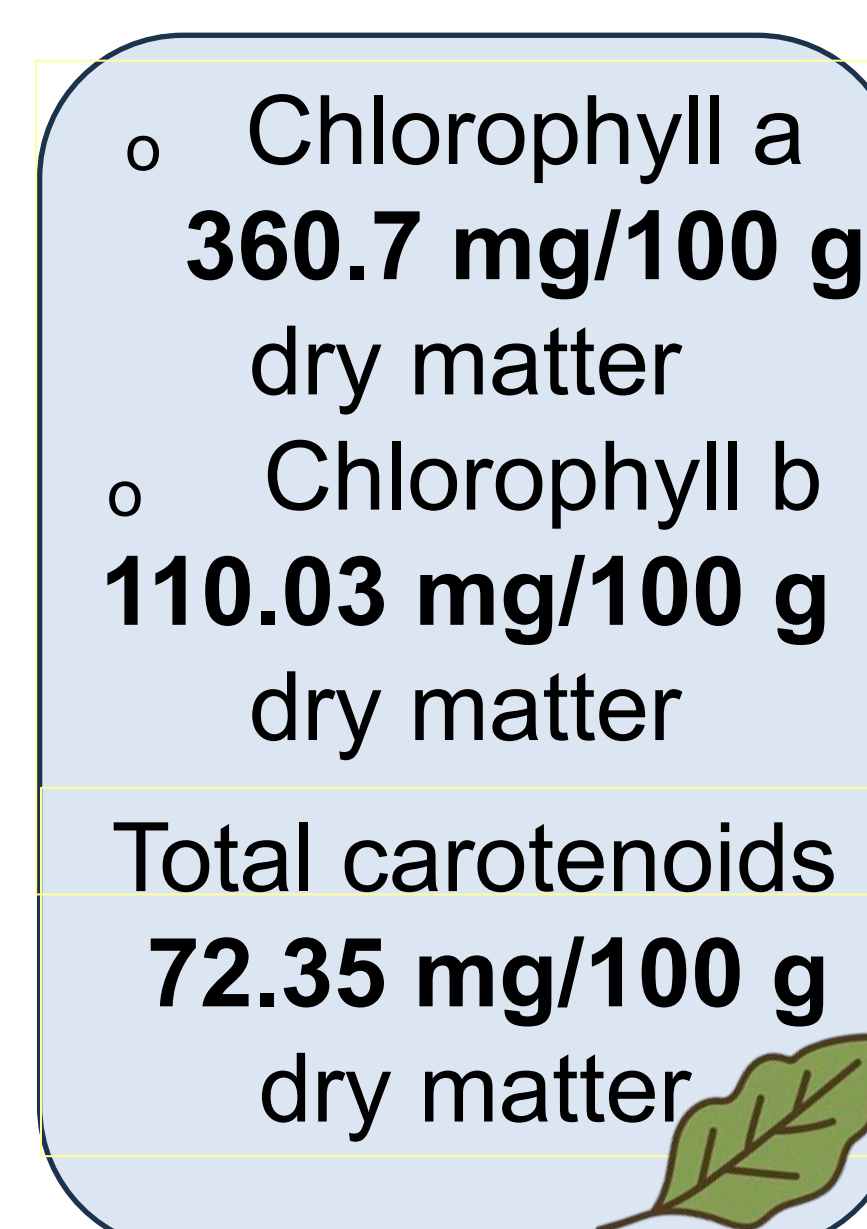 o Chlorophyll a
360.7 mg/100 g
dry matter
o Chlorophyll b
110.03 mg/100 g
dry matter
Total carotenoids
72.35 mg/100 g
dry matter